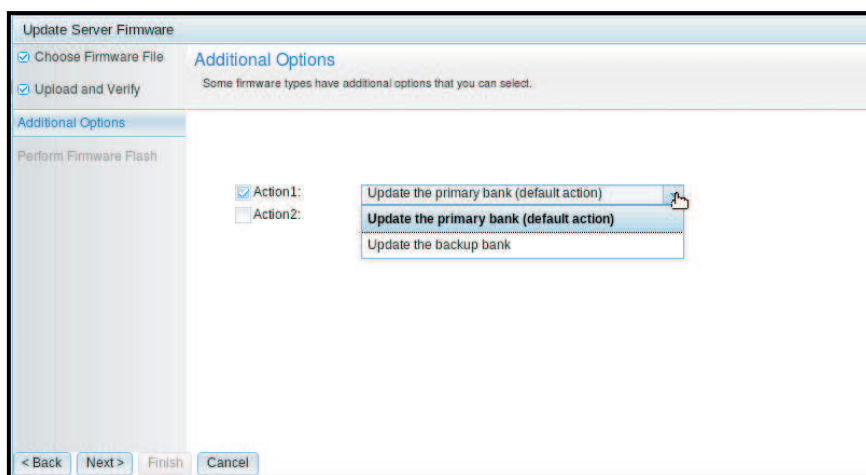 Update Server Firmware
Choose Firmware File
Upload and Verify
Additional Options
Perform Firmware Flash
Additional Options
Some firmware types have additional options that you can select.
Action1: Update the primary bank (default action)
Action2: Update the primary bank (default action)
Update the backup bank
< Back Next > Finish Cancel